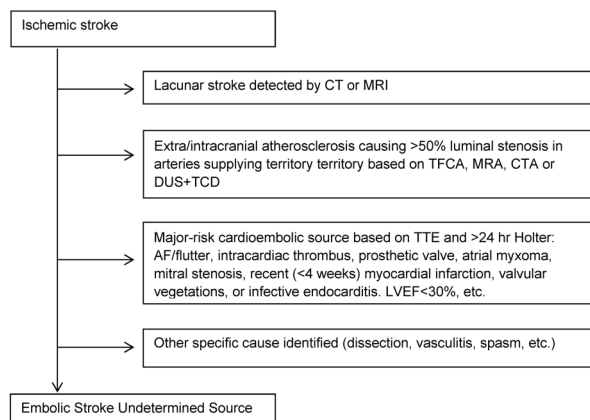 Ischemic stroke
Lacunar stroke detected by CT or MRI
Extra/intracranial atherosclerosis causing >50% luminal stenosis in
arteries supplying territory territory based on TFCA, MRA, CTA or
DUS+TCD
Major-risk cardioembolic source based on TTE and >24 hr Holter:
AF/flutter, intracardiac thrombus, prosthetic valve, atrial myxoma,
mitral stenosis, recent (<4 weeks) myocardial infarction, valvular
vegetations, or infective endocarditis. LVEF<30%, etc.
Other specific cause identified (dissection, vasculitis, spasm, etc.)
Embolic Stroke Undetermined Source